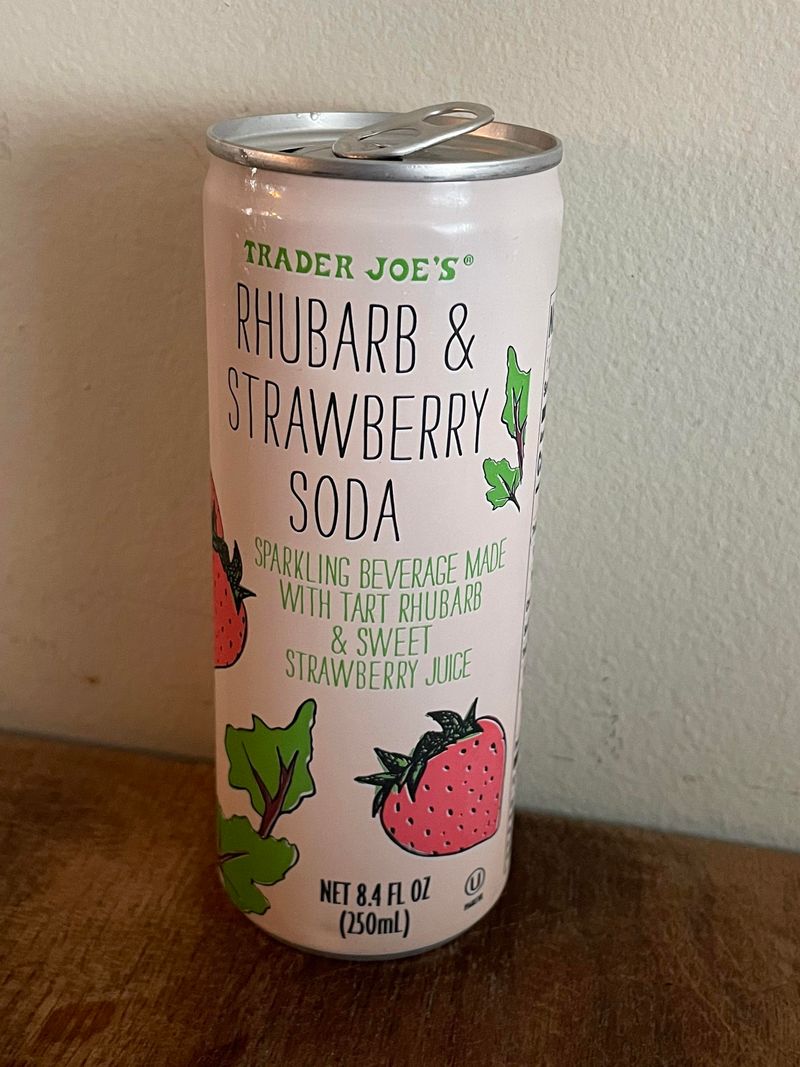 TRADER JOE'S®
RHUBARB &
STRAWBERRY
SODA
SPARKLING BEVERAGE MADE
WITH TART RHUBARB
& SWEET
STRAWBERRY JUICE
NET 8.4 FL OZ
(250mL)
U